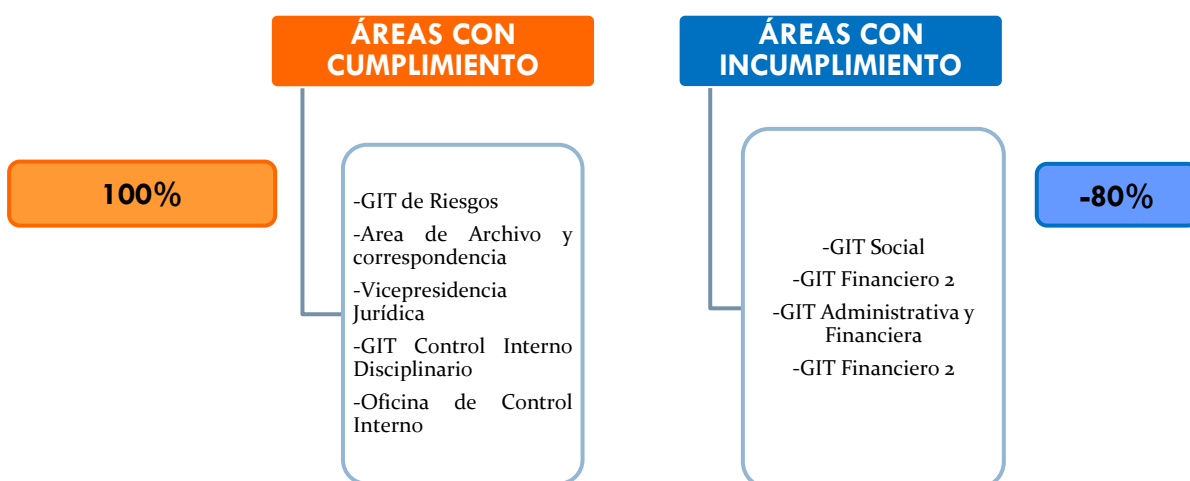 ÁREAS CON
CUMPLIMIENTO
100%
-GIT de Riesgos
-Area de Archivo y
correspondencia
-Vicepresidencia
Jurídica
-GIT Control Interno
Disciplinario
-Oficina de Control
Interno
ÁREAS CON
INCUMPLIMIENTO
-GIT Social
-GIT Financiero 2
-GIT Administrativa y
Financiera
-GIT Financiero 2
-80%